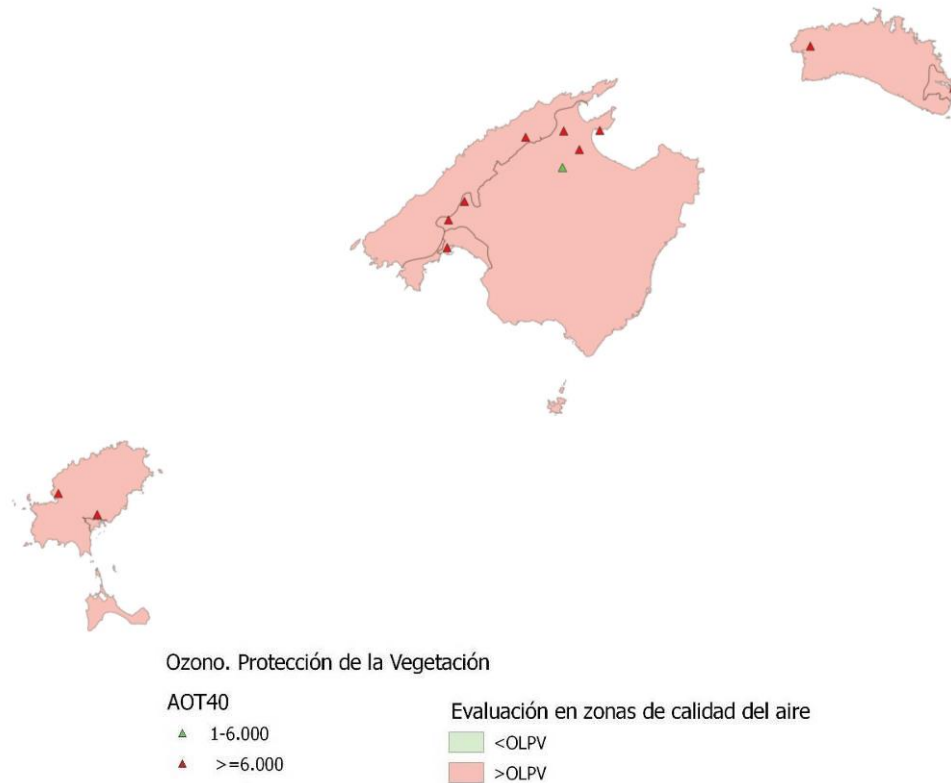 Ozono. Protección de la Vegetación
AOT40
1-6.000
>=6.000
Evaluación en zonas de calidad del aire
<OLPV
>OLPV